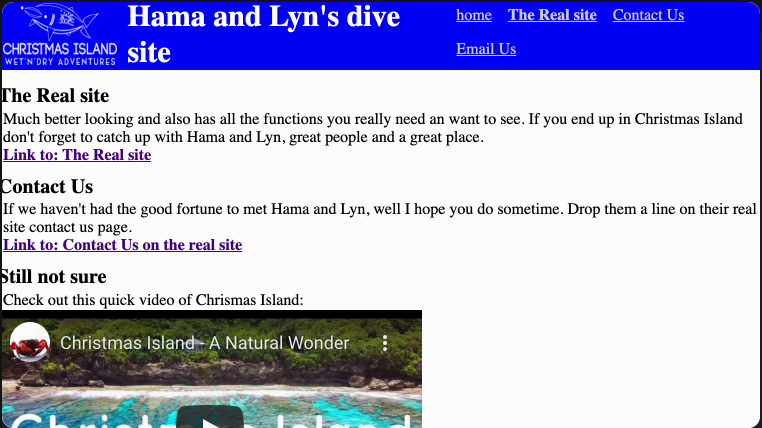 CHRISTMAS ISLAND
WET'N'DRY ADVENTURES
Hama and Lyn's dive
site
home The Real site Contact Us
Email Us
The Real site
Much better looking and also has all the functions you really need an want to see. If you end up in Christmas Island
don't forget to catch up with Hama and Lyn, great people and a great place.
Link to: The Real site
Contact Us
If we haven't had the good fortune to met Hama and Lyn, well I hope you do sometime. Drop them a line on their real
site contact us page.
Link to: Contact Us on the real site
Still not sure
Check out this quick video of Chrismas Island:
Christmas Island - A Natural Wonder
Christmas Island